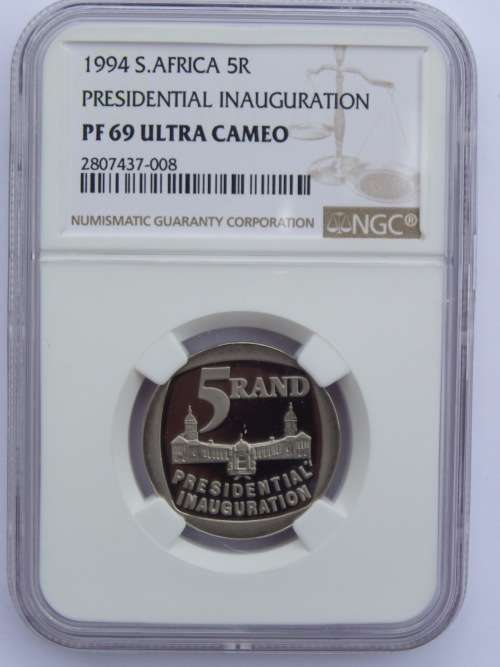 1994 S.AFRICA 5R
PRESIDENTIAL INAUGURATION
PF 69 ULTRA CAMEO
2807437-008
NUMISMATIC GUARANTY CORPORATION NGC®
5 RAND
PRESIDENTIAL
INAUGURATION